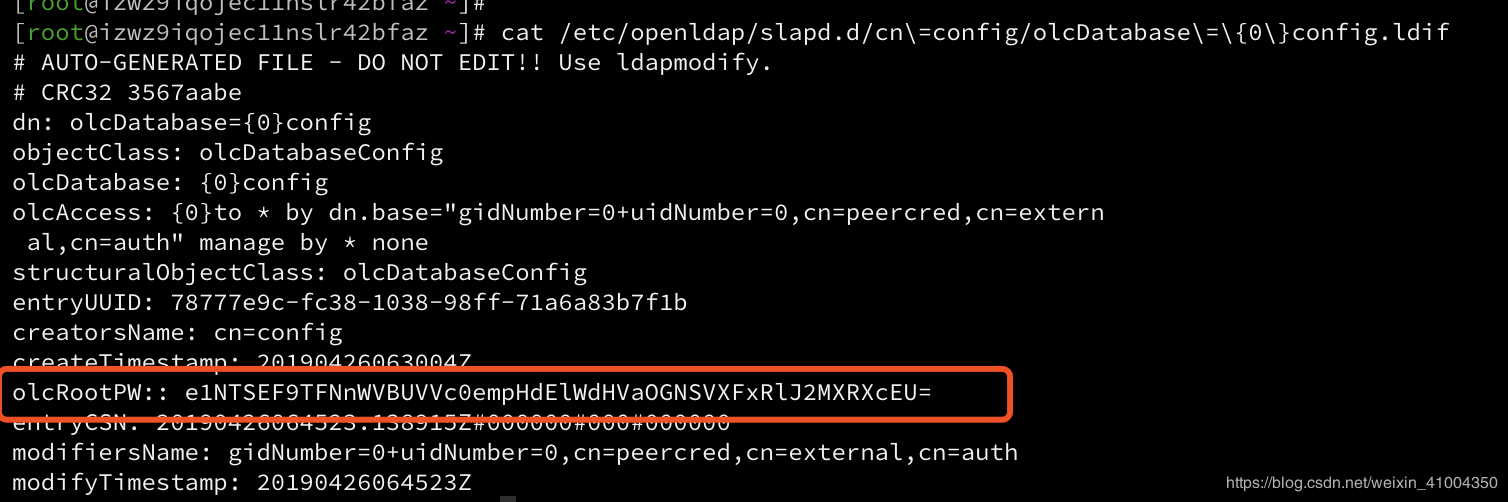 [root@izwz9iqojec11nslr42bfaz ~]#
[root@izwz9iqojec11nslr42bfaz ~]# cat /etc/openldap/slapd.d/cn\=config/olcDatabase\=\{0\}config.ldif
# AUTO-GENERATED FILE - DO NOT EDIT!! Use ldapmodify.
# CRC32 3567aabe
dn: olcDatabase={0}config
objectClass: olcDatabaseConfig
olcDatabase: {0}config
olcAccess: {0}to * by dn.base="gidNumber=0+uidNumber=0,cn=peercred,cn=extern
 al,cn=auth" manage by * none
structuralObjectClass: olcDatabaseConfig
entryUUID: 78777e9c-fc38-1038-98ff-71a6a83b7f1b
creatorsName: cn=config
createTimestamp: 20190426063004Z
olcRootPW:: e1NTSEF9TFNnWVBUVVc0empHdElWdHVaOGNSVXFxRlJ2MXRXcEU=
entryCSN: 20190426064523.138915Z#000000#000#000000
modifiersName: gidNumber=0+uidNumber=0,cn=peercred,cn=external,cn=auth
modifyTimestamp: 20190426064523Z
https://blog.csdn.net/weixin_41004350